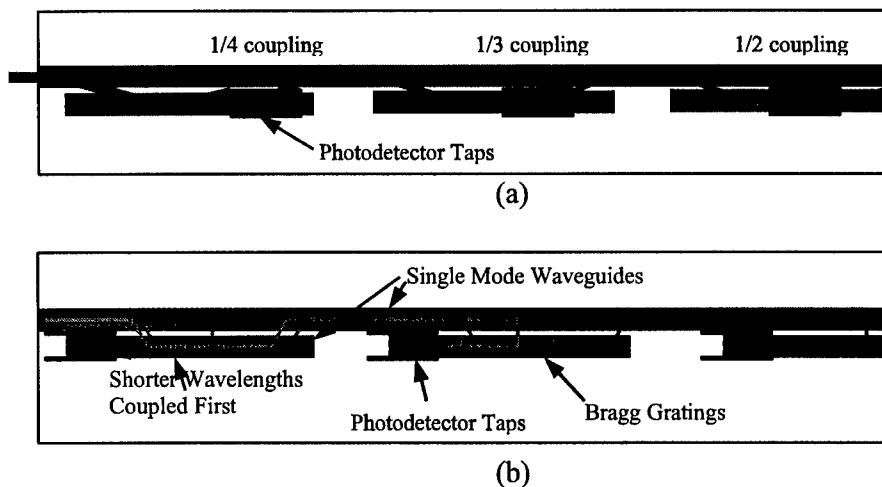 1/4 coupling 1/3 coupling 1/2 coupling
Photodetector Taps
(a)
Single Mode Waveguides
Shorter Wavelengths
Coupled First
Photodetector Taps
Bragg Gratings
(b)